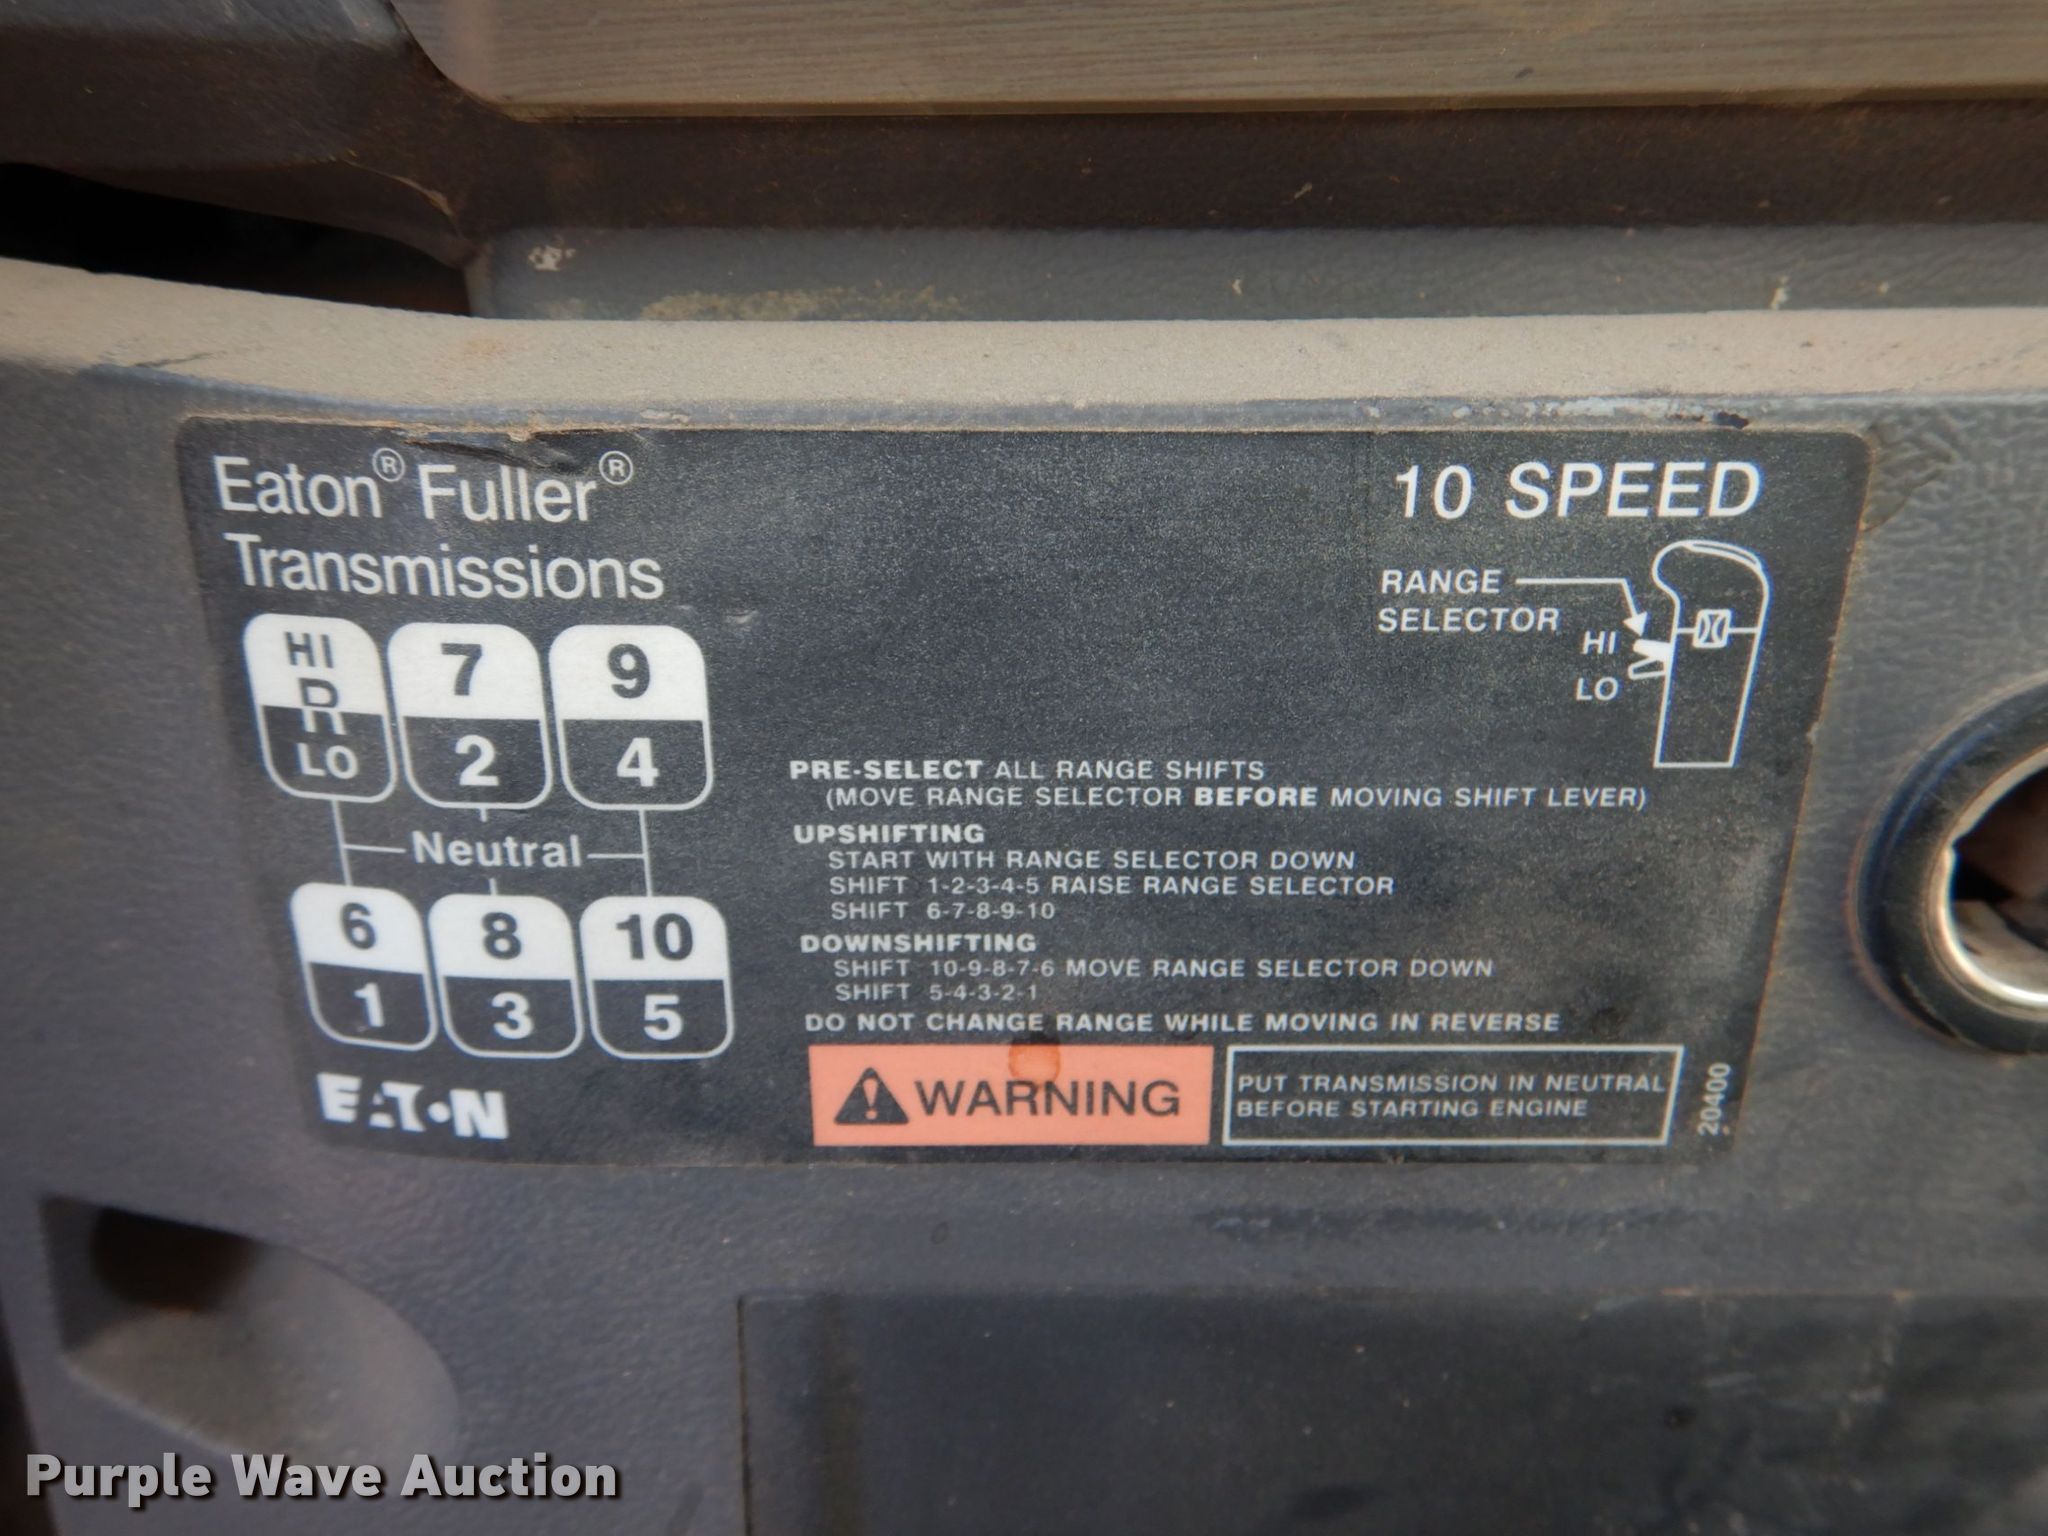 Eaton® Fuller®
Transmissions
10 SPEED
RANGE
SELECTOR
HI
LO
HI
R
LO
7
2
9
4
Neutral
6
1
8
3
10
5
EATON
PRE-SELECT ALL RANGE SHIFTS
(MOVE RANGE SELECTOR BEFORE MOVING SHIFT LEVER)
UPSHIFTING
START WITH RANGE SELECTOR DOWN
SHIFT 1-2-3-4-5 RAISE RANGE SELECTOR
SHIFT 6-7-8-9-10
DOWNSHIFTING
SHIFT 10-9-8-7-6 MOVE RANGE SELECTOR DOWN
SHIFT 5-4-3-2-1
DO NOT CHANGE RANGE WHILE MOVING IN REVERSE
WARNING
PUT TRANSMISSION IN NEUTRAL
BEFORE STARTING ENGINE
20400
Purple Wave Auction